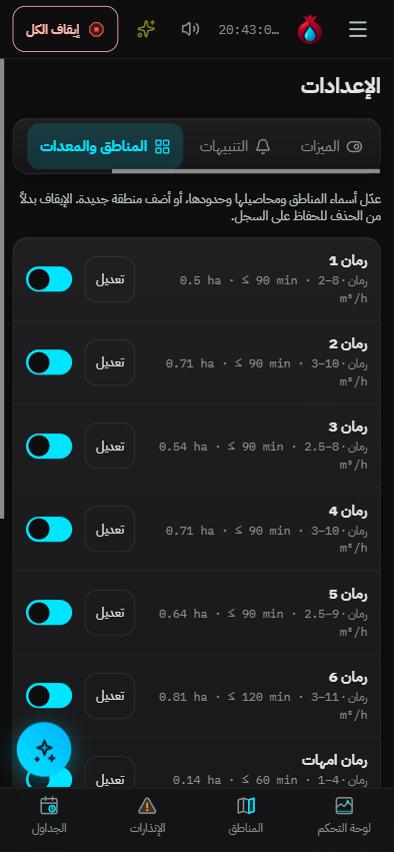 20:43:0…
إيقاف الكل
الإعدادات
الميزات
التنبيهات
المناطق والمعدات
عدّل أسماء المناطق ومحاصيلها وحدودها، أو أضف منطقة جديدة. الإيقاف بدلاً
من الحذف للحفاظ على السجل.
رمان 1
رمان · 0.5 ha · ≤ 90 min · 2–8
m³/h
تعديل
رمان 2
رمان · 0.71 ha · ≤ 90 min · 3–10
m³/h
تعديل
رمان 3
رمان · 0.54 ha · ≤ 90 min · 2.5–8
m³/h
تعديل
رمان 4
رمان · 0.71 ha · ≤ 90 min · 3–10
m³/h
تعديل
رمان 5
رمان · 0.64 ha · ≤ 90 min · 2.5–9
m³/h
تعديل
رمان 6
رمان · 0.81 ha · ≤ 120 min · 3–11
m³/h
تعديل
رمان امهات
رمان · 0.14 ha · ≤ 60 min · 1–4
تعديل
لوحة التحكم
المناطق
الإنذارات
الجداول